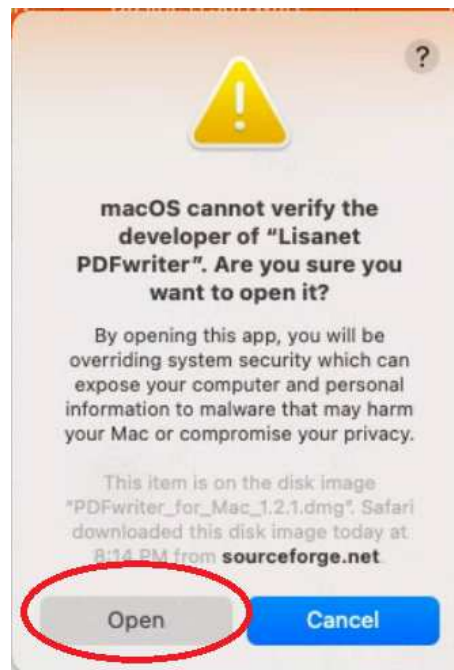 ?
macOS cannot verify the
developer of “Lisanet
PDFwriter”. Are you sure you
want to open it?
By opening this app, you will be
overriding system security which can
expose your computer and personal
information to malware that may harm
your Mac or compromise your privacy.
This item is on the disk image
“PDFwriter_for_Mac_1.2.1.dmg”. Safari
downloaded this disk image today at
8:14 PM from sourceforge.net
Open
Cancel